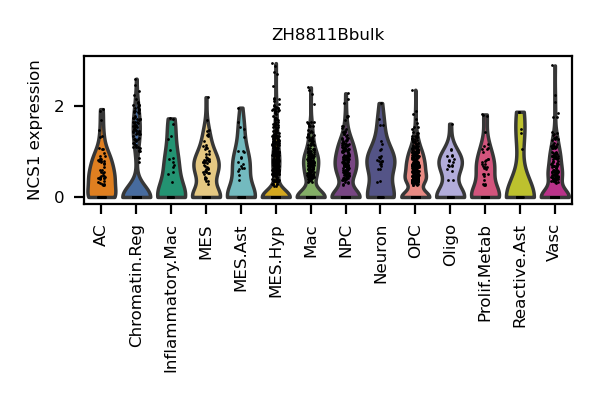 ZH8811Bbulk
NCS1 expression
2
0
AC
Chromatin.Reg
Inflammatory.Mac
MES
MES.Ast
MES.Hyp
Mac
NPC
Neuron
OPC
Oligo
Prolif.Metab
Reactive.Ast
Vasc